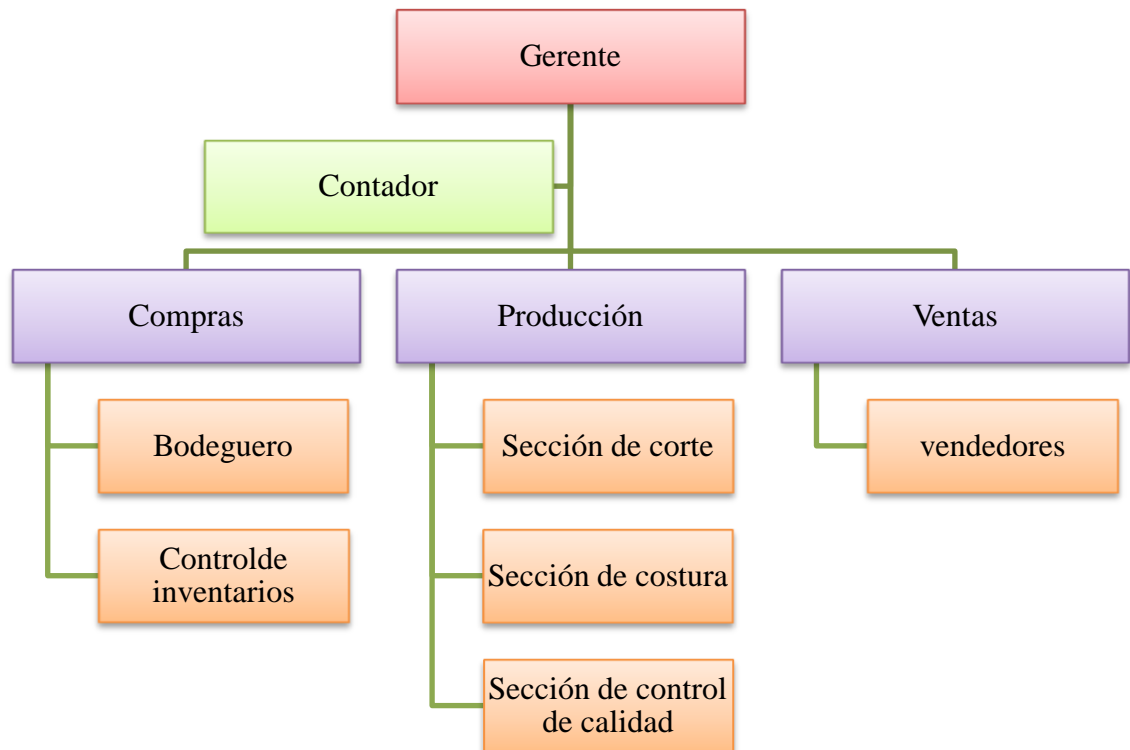 Gerente
Contador
Compras
Producción
Ventas
Bodeguero
Sección de corte
vendedores
Controlde
inventarios
Sección de costura
Sección de control
de calidad